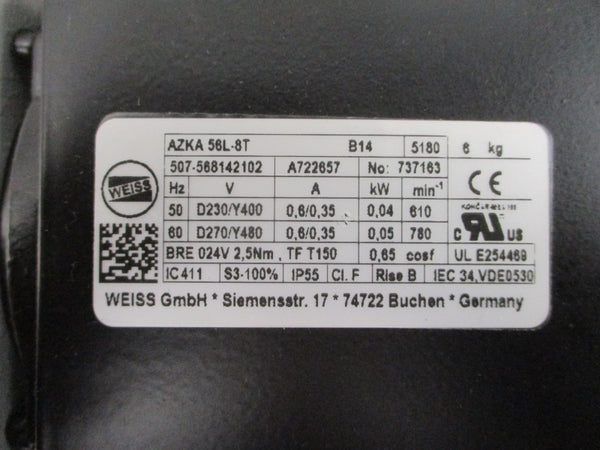 AZKA 56L-8T B14 5180 6 kg
507-568142102 A722657 No: 737163
WEISS
Hz V A kW min⁻¹ CE
50 D230/Y400 0,6/0,35 0,04 610
60 D270/Y480 0,6/0,35 0,05 780
C RU US
BRE 024V 2,5Nm , TF T150 0,65 cosf UL E254469
IC411 S3-100% IP55 Cl. F Rise B IEC 34,VDE0530
WEISS GmbH * Siemensstr. 17 * 74722 Buchen * Germany